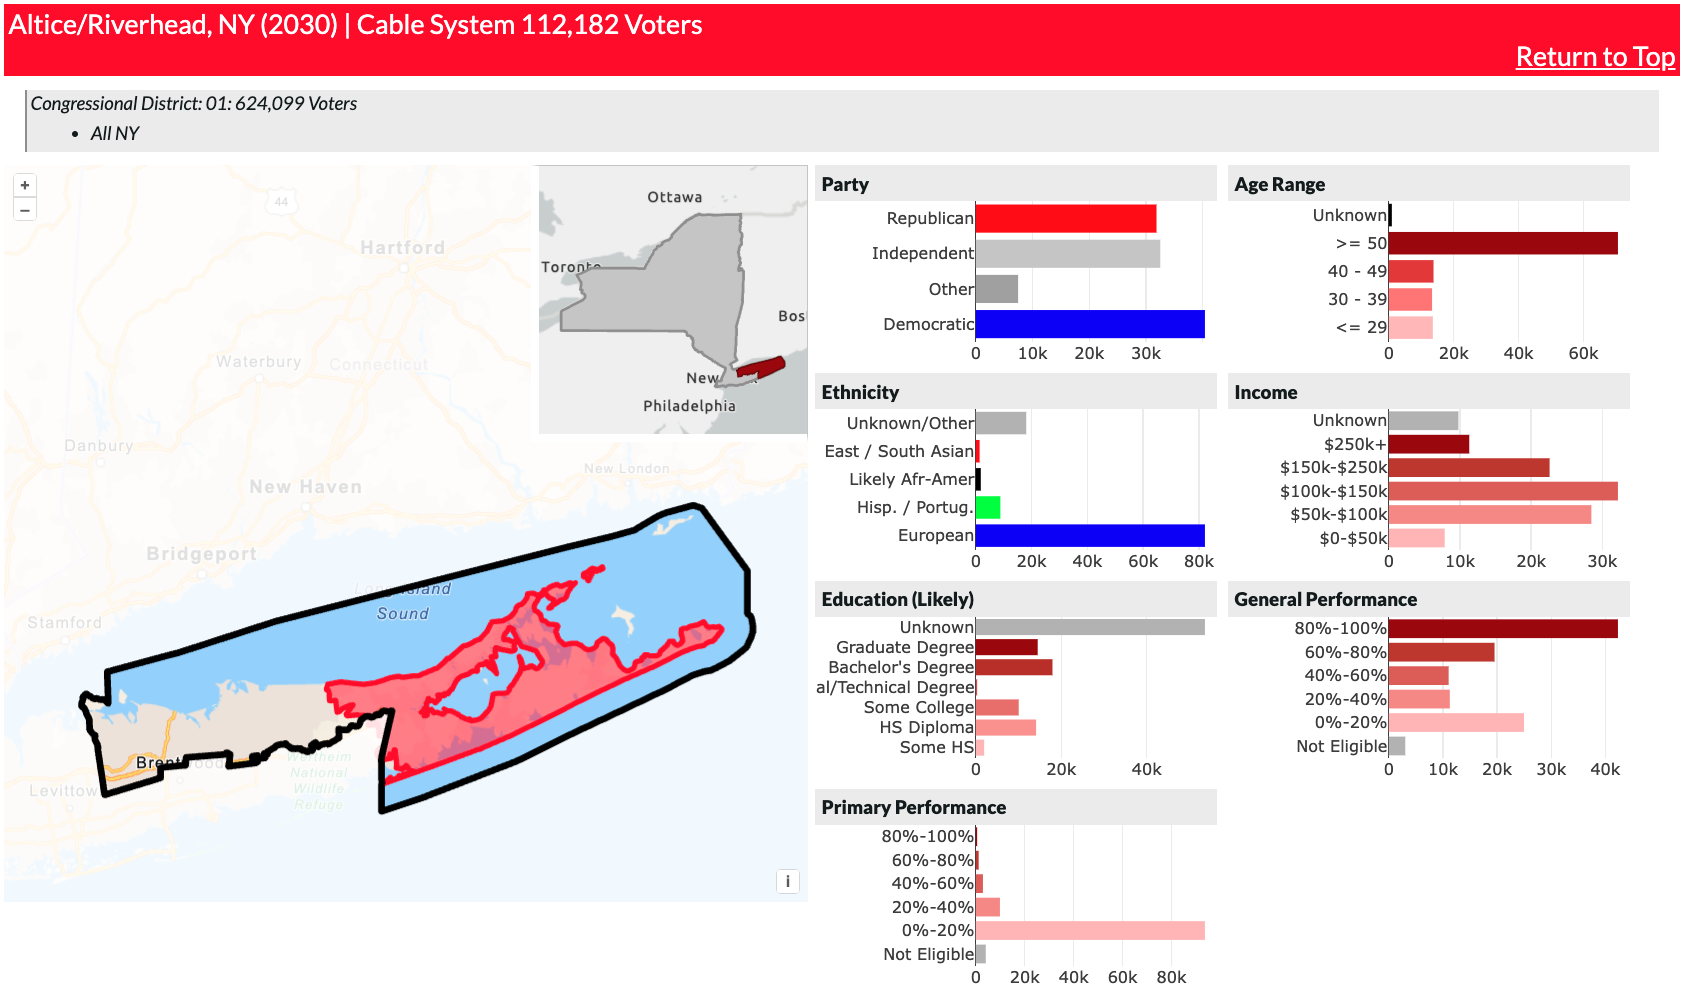 Altice/Riverhead, NY (2030) | Cable System 112,182 Voters
Return to Top
Congressional District: 01: 624,099 Voters
• All NY
+
−
44
Hartford
Waterbury
Connecticut
Danbury
New London
New Haven
Bridgeport
Long Island
Sound
Stamford
Brentwood
Levittow
Wertheim
National
Wildlife
Refuge
i
Ottawa
Toronto
Bos
New
Philadelphia
Party
Republican
Independent
Other
Democratic
0 10k 20k 30k
Age Range
Unknown
>= 50
40 - 49
30 - 39
<= 29
0 20k 40k 60k
Ethnicity
Unknown/Other
East / South Asian
Likely Afr-Amer
Hisp. / Portug.
European
0 20k 40k 60k 80k
Income
Unknown
$250k+
$150k-$250k
$100k-$150k
$50k-$100k
$0-$50k
0 10k 20k 30k
Education (Likely)
Unknown
Graduate Degree
Bachelor's Degree
al/Technical Degree
Some College
HS Diploma
Some HS
0 20k 40k
General Performance
80%-100%
60%-80%
40%-60%
20%-40%
0%-20%
Not Eligible
0 10k 20k 30k 40k
Primary Performance
80%-100%
60%-80%
40%-60%
20%-40%
0%-20%
Not Eligible
0 20k 40k 60k 80k